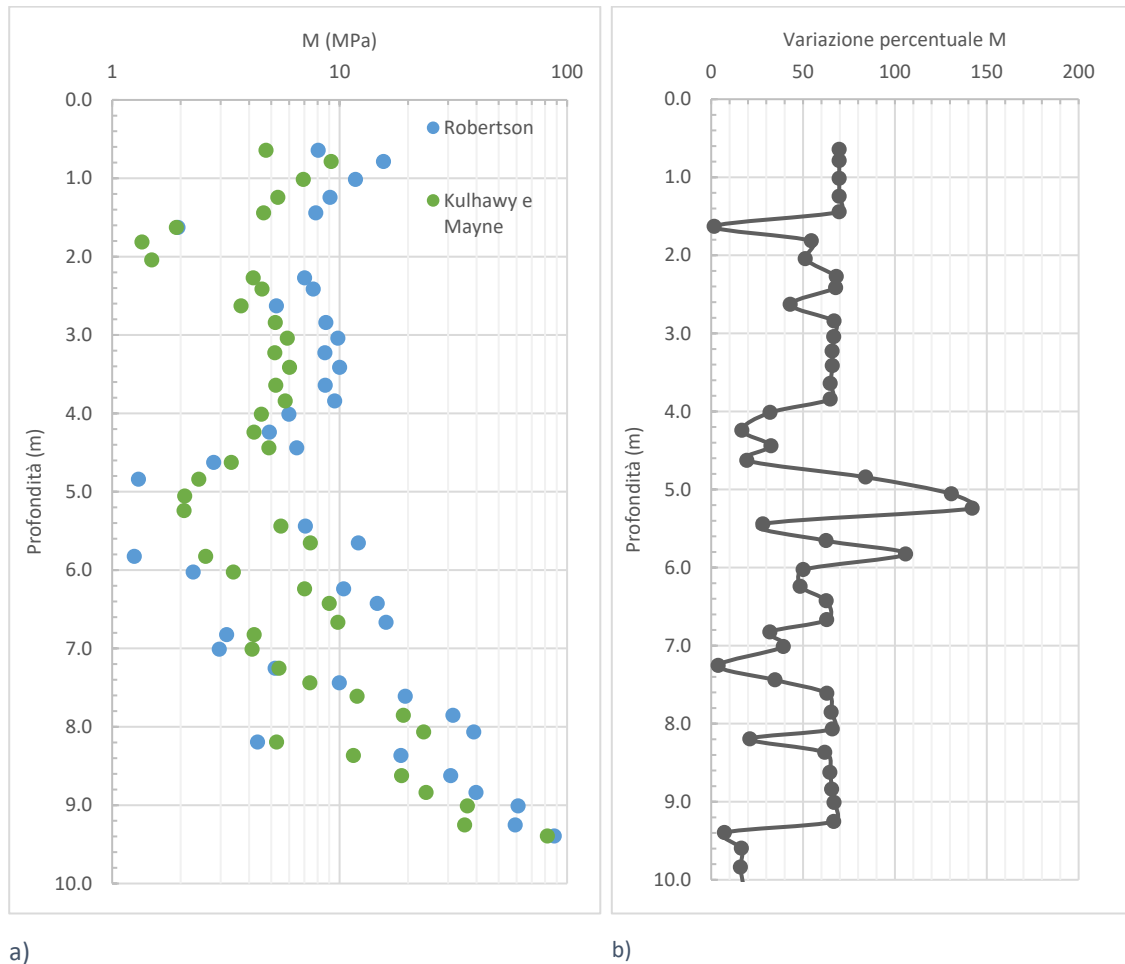 M (MPa)
1 10 100
0.0
1.0
2.0
3.0
4.0
5.0
6.0
7.0
8.0
9.0
10.0
Profondità (m)
Robertson
Kulhawy e
Mayne
a)
Variazione percentuale M
0 50 100 150 200
0.0
1.0
2.0
3.0
4.0
5.0
6.0
7.0
8.0
9.0
10.0
Profondità (m)
b)